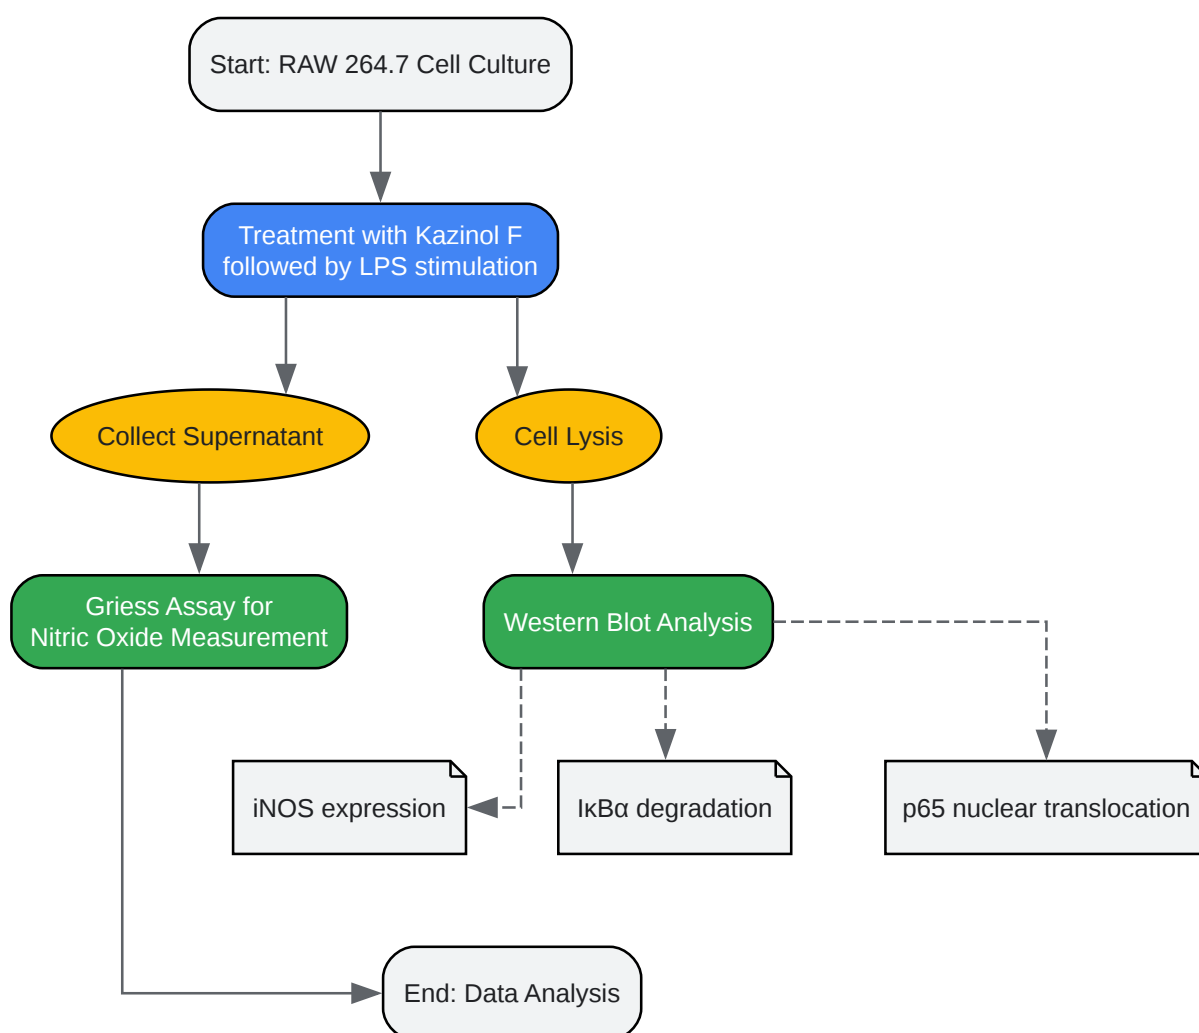 Start: RAW 264.7 Cell Culture
Treatment with Kazinol F
followed by LPS stimulation
Collect Supernatant
Cell Lysis
Griess Assay for
Nitric Oxide Measurement
Western Blot Analysis
iNOS expression
IκBα degradation
p65 nuclear translocation
End: Data Analysis